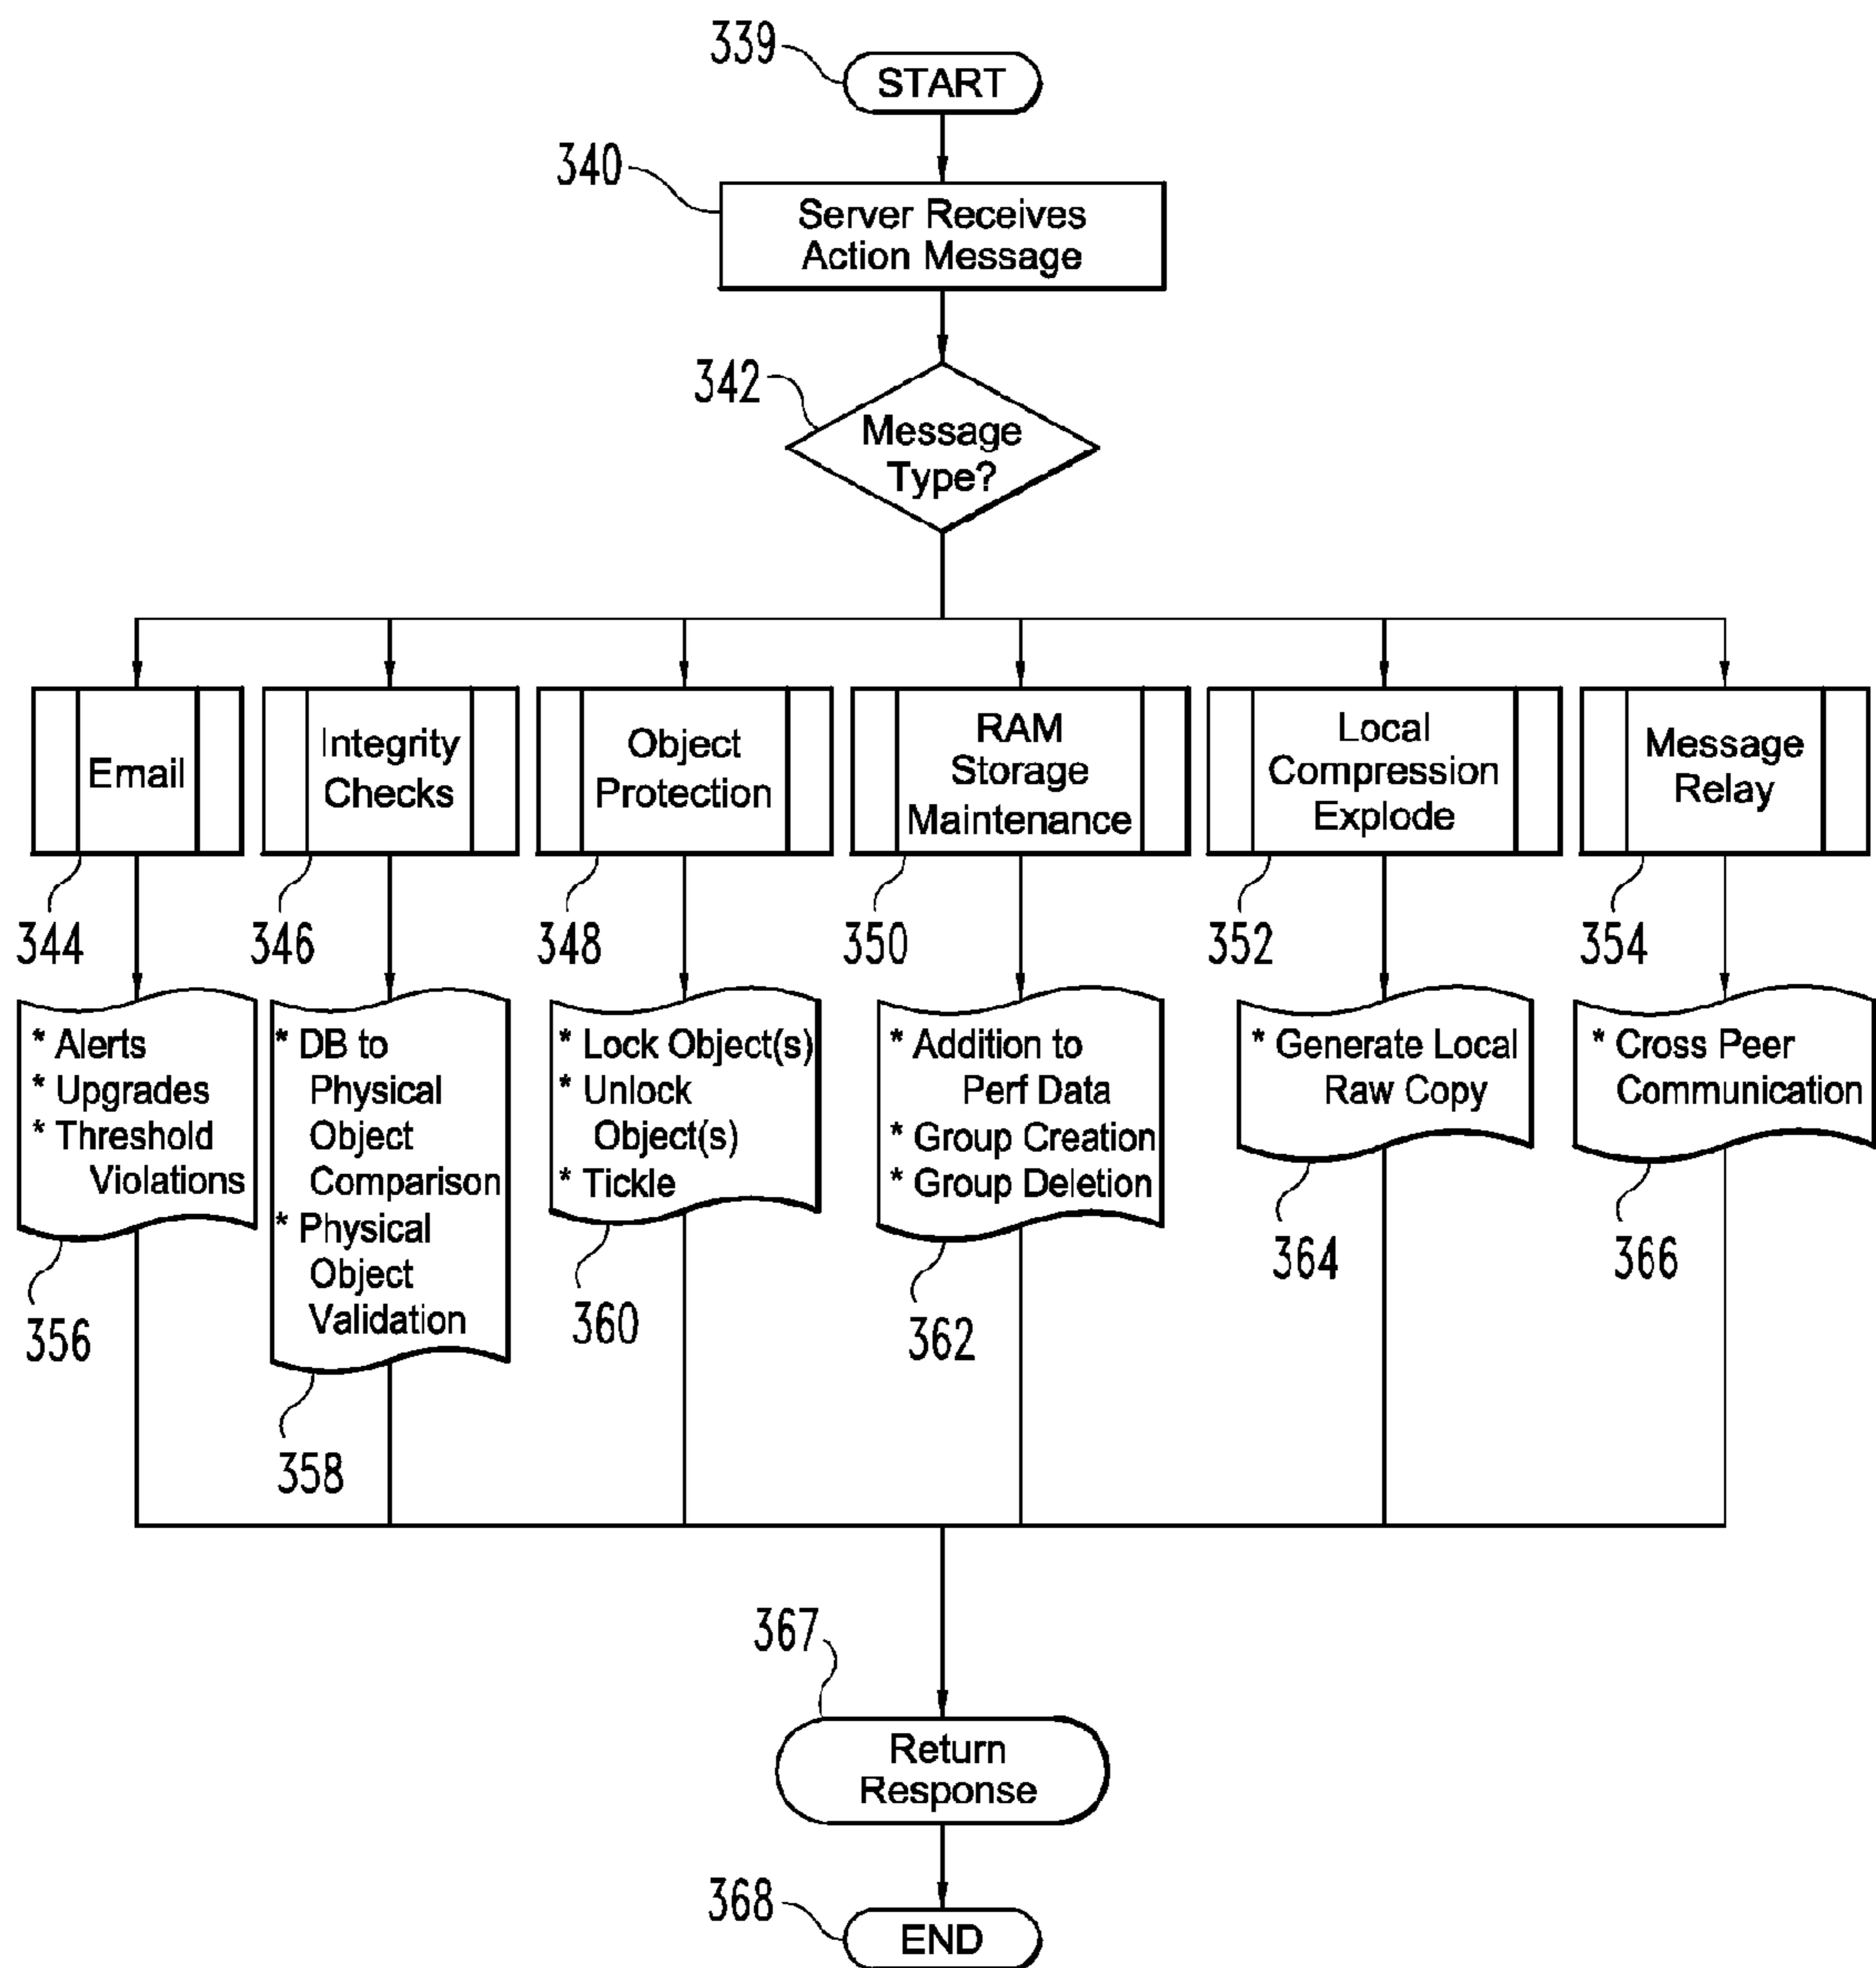 339
START
340
Server Receives
Action Message
342
Message
Type?
Email
Integrity
Checks
Object
Protection
RAM
Storage
Maintenance
Local
Compression
Explode
Message
Relay
344
346
348
350
352
354
* Alerts
* Upgrades
* Threshold
Violations
* DB to
Physical
Object
Comparison
* Physical
Object
Validation
* Lock Object(s)
* Unlock
Object(s)
* Tickle
* Addition to
Perf Data
* Group Creation
* Group Deletion
* Generate Local
Raw Copy
* Cross Peer
Communication
356
358
360
362
364
366
367
Return
Response
368
END